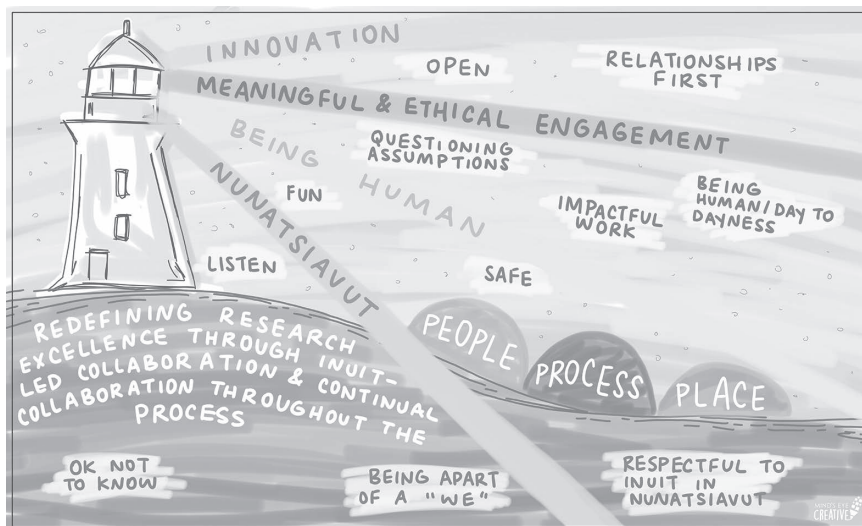 INNOVATION
OPEN
RELATIONSHIPS
FIRST
MEANINGFUL & ETHICAL ENGAGEMENT
BEING
HUMAN
QUESTIONING
ASSUMPTIONS
NUNATSIAVUT
FUN
IMPACTFUL
WORK
BEING
HUMAN/DAY TO
DAYNESS
LISTEN
SAFE
REDEFINING RESEARCH
EXCELLENCE THROUGH INUIT-
LED COLLABORATION & CONTINUAL
COLLABORATION THROUGHOUT THE
PROCESS
PEOPLE
PROCESS
PLACE
OK NOT
TO KNOW
BEING APART
OF A "WE"
RESPECTFUL TO
INUIT IN
NUNATSIAVUT
MIND'S EYE
CREATIVE